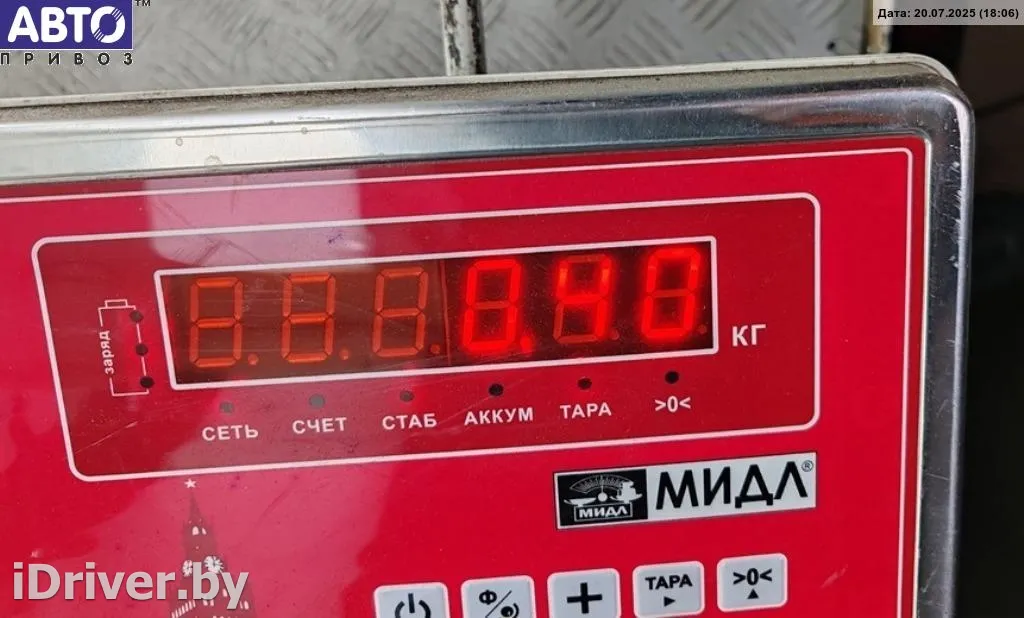 АВТО™
ПРИВОЗ
Дата: 20.07.2025 (18:06)
заряд
0.40
КГ
СЕТЬ СЧЕТ СТАБ АККУМ ТАРА >0<
МИДЛ
МИДЛ®
Ф/
+
ТАРА
>0<
iDriver.by